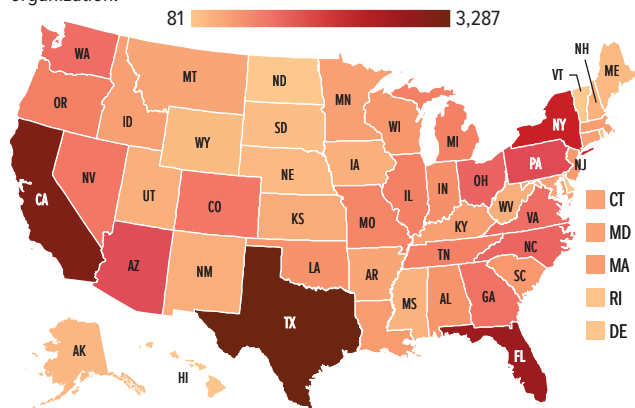 organization.
81 3,287
NH
VT ME
WA
MT ND
MN
OR
ID
SD WI
NY
WY
MI
IA PA NJ
NE
NV OH
UT IL IN
CA CO WV CT
KS MO VA
KY
MD
NC
TN
AZ LA
NM AR SC MA
MS AL GA
RI
TX
DE
AK FL
HI